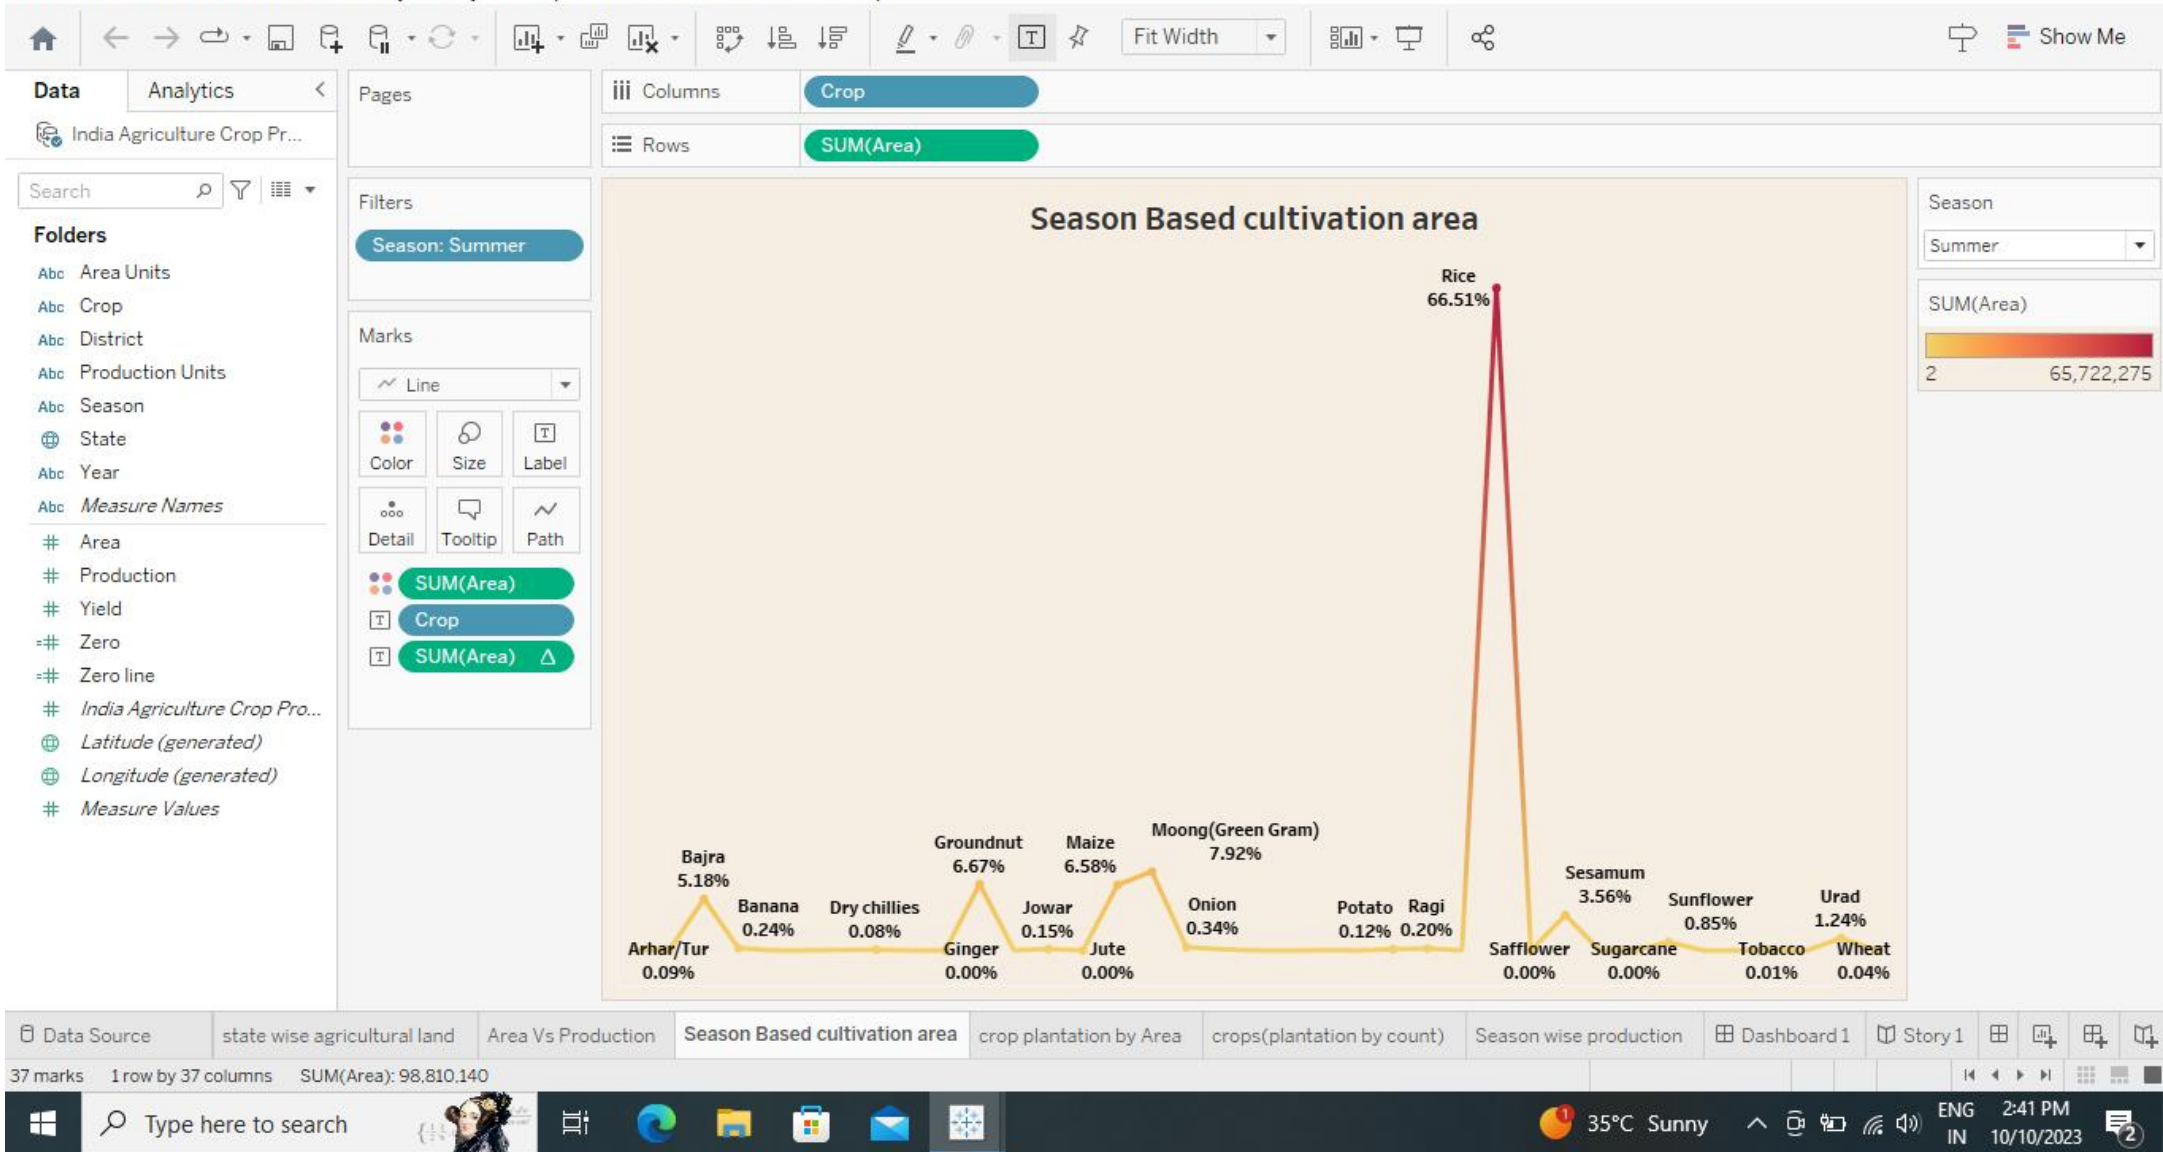 Fit Width
Show Me
Data
Analytics
India Agriculture Crop Pr...
Search
Folders
Abc Area Units
Abc Crop
Abc District
Abc Production Units
Abc Season
State
Abc Year
Abc Measure Names
# Area
# Production
# Yield
=# Zero
=# Zero line
# India Agriculture Crop Pro...
Latitude (generated)
Longitude (generated)
# Measure Values
Pages
Filters
Season: Summer
Marks
Line
Color
Size
T
Label
Detail
Tooltip
Path
SUM(Area)
T Crop
T SUM(Area) Δ
iii Columns
Crop
Rows
SUM(Area)
Season Based cultivation area
Rice
66.51%
Bajra
5.18%
Banana
0.24%
Dry chillies
0.08%
Groundnut
6.67%
Jowar
0.15%
Maize
6.58%
Moong(Green Gram)
7.92%
Onion
0.34%
Potato
0.12%
Ragi
0.20%
Sesamum
3.56%
Sunflower
0.85%
Urad
1.24%
Arhar/Tur
0.09%
Ginger
0.00%
Jute
0.00%
Safflower
0.00%
Sugarcane
0.00%
Tobacco
0.01%
Wheat
0.04%
Season
Summer
SUM(Area)
2 65,722,275
Data Source
state wise agricultural land
Area Vs Production
Season Based cultivation area
crop plantation by Area
crops(plantation by count)
Season wise production
Dashboard 1
Story 1
37 marks 1 row by 37 columns SUM(Area): 98,810,140
Type here to search
1
35°C Sunny
ENG
IN
2:41 PM
10/10/2023
2